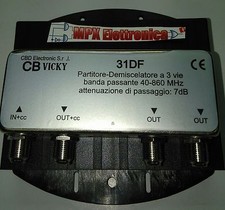 MPX Elettronica
CBD Electronic S.r.l.
CB VICKY
31DF
CE
Partitore-Demiscelatore a 3 vie
banda passante 40-860 MHz
attenuazione di passaggio: 7dB
IN+cc
OUT+cc
OUT
OUT